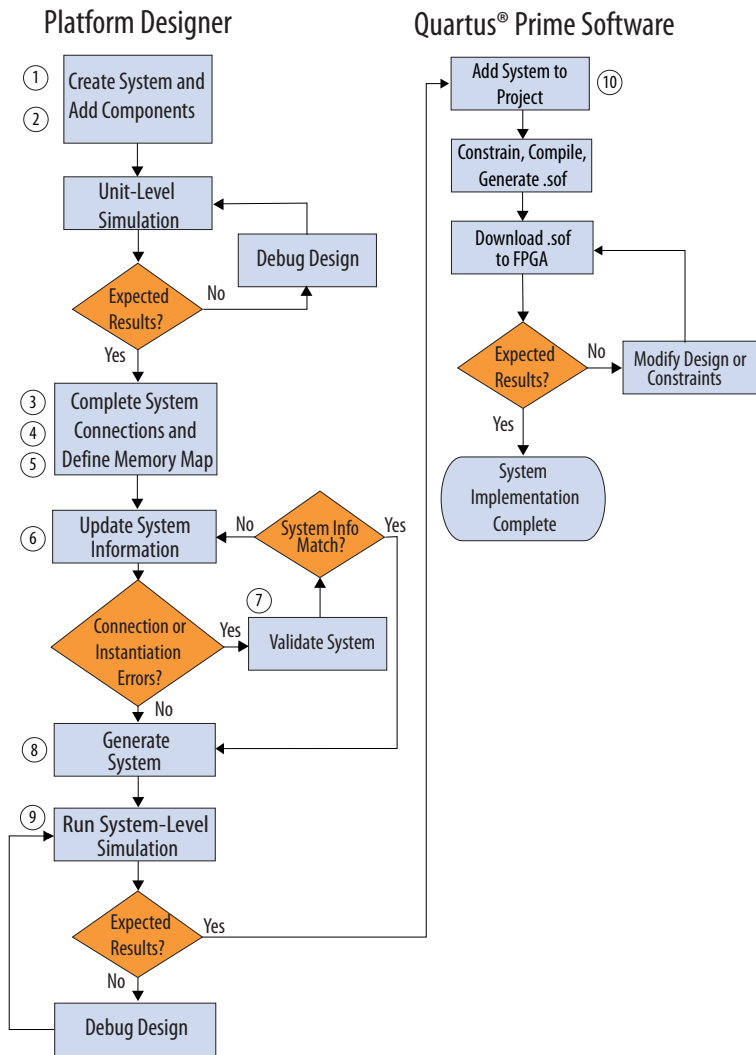 Platform Designer
Quartus® Prime Software
1
2
Create System and
Add Components
Unit-Level
Simulation
Debug Design
Expected
Results?
No
Yes
3
4
5
Complete System
Connections and
Define Memory Map
6
Update System
Information
No
System Info
Match?
Yes
7
Connection or
Instantiation
Errors?
Yes
Validate System
No
8
Generate
System
9
Run System-Level
Simulation
Expected
Results?
Yes
No
Debug Design
Add System to
Project
10
Constrain, Compile,
Generate .sof
Download .sof
to FPGA
Expected
Results?
No
Modify Design or
Constraints
Yes
System
Implementation
Complete